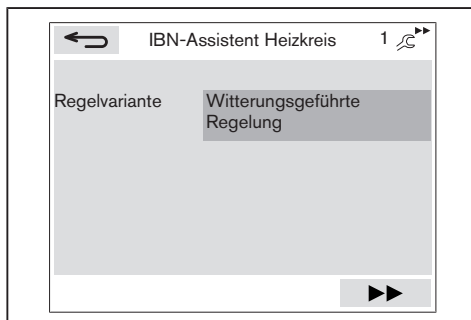 IBN-Assistent Heizkreis 1
Regelvariante Witterungsgeführte
Regelung